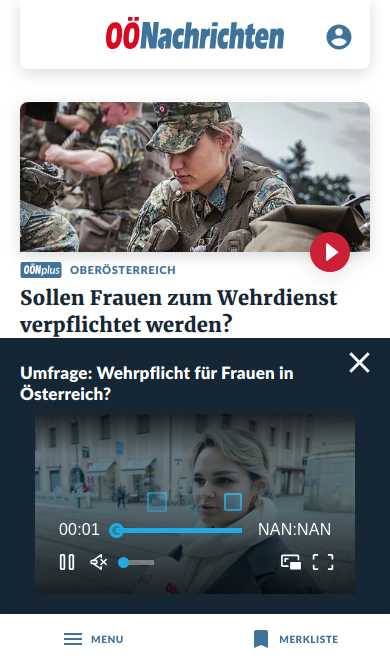 OÖNachrichten
OÖNplus OBERÖSTERREICH
Sollen Frauen zum Wehrdienst
verpflichtet werden?
Umfrage: Wehrpflicht für Frauen in
Österreich?
00:01 NAN:NAN
MENU MERKLISTE